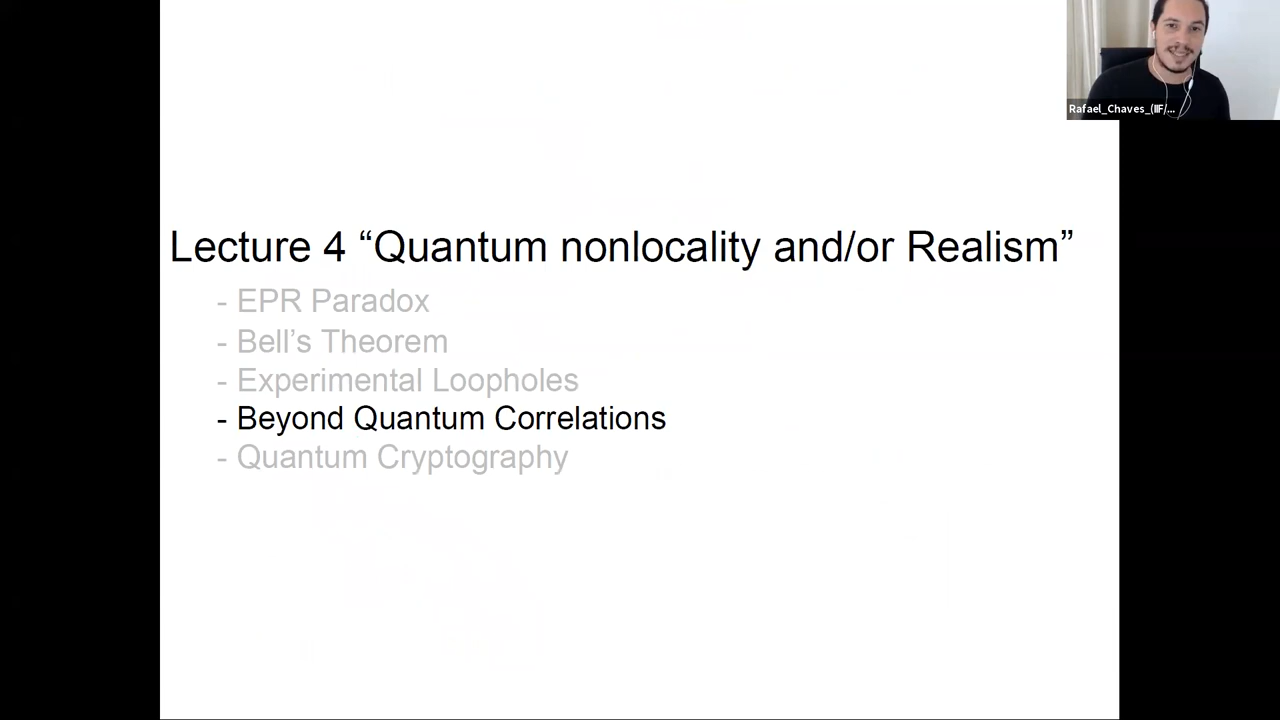 Rafael_Chaves_(IIF/...
Lecture 4 “Quantum nonlocality and/or Realism”
- EPR Paradox
- Bell’s Theorem
- Experimental Loopholes
- Beyond Quantum Correlations
- Quantum Cryptography